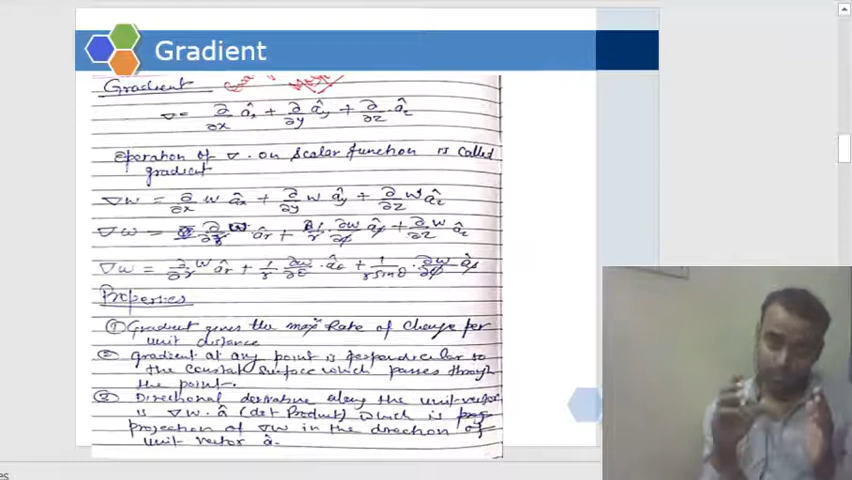 Gradient
Gradient
∇ = ∂/∂x âx + ∂/∂y ây + ∂/∂z . âz
Operation of ∇ . on scalar function is called
gradient
∇W = ∂/∂x W âx + ∂/∂y W ây + ∂/∂z W âz
∇W = ∂/∂r W âr + 1/r . ∂W/∂φ âφ + ∂/∂z W âz
∇W = ∂/∂r W âr + 1/r ∂W/∂θ . âθ + 1/r sinθ . ∂W/∂φ âφ
Properties
① Gradient gives the maxm Rate of change per
unit distance
② gradient at any point is perpendicular to
the constat surface which passes through
the point.
③ Directional derivative along the unit vector
is ∇W . â (dot Product) which is
projection of ∇W in the direction of
unit vector â.
es